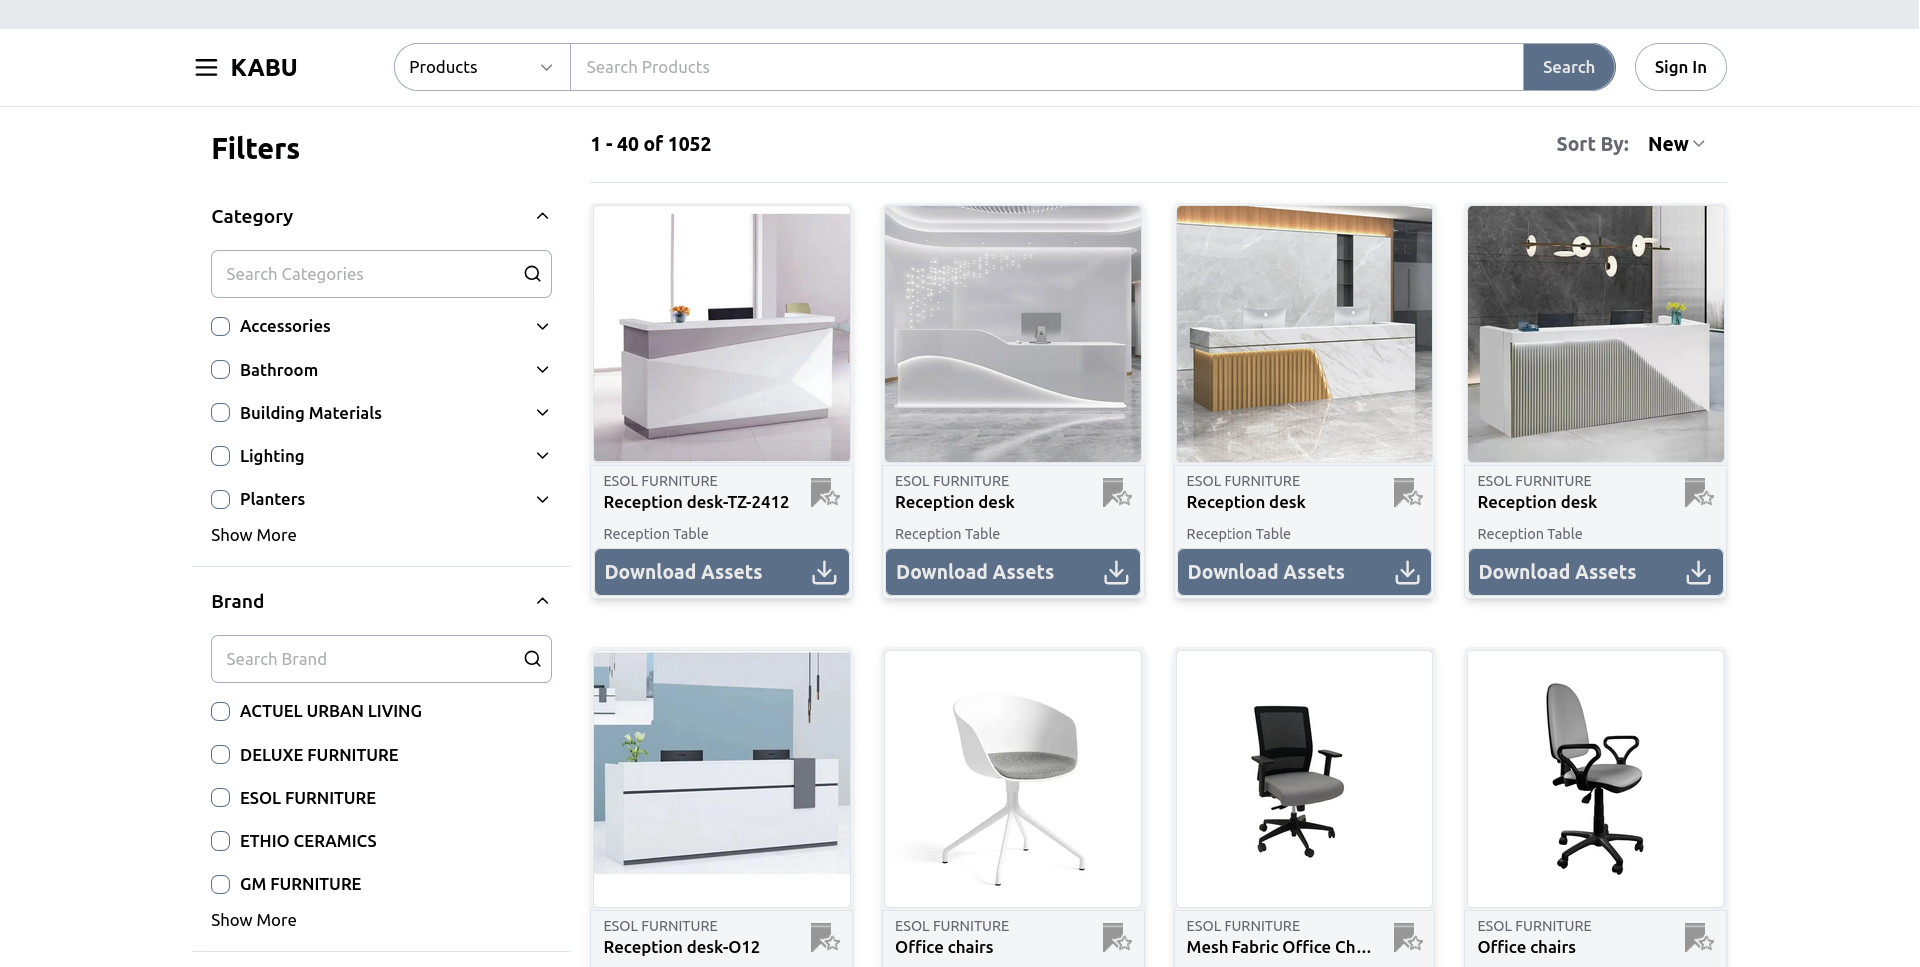 KABU
Products
Search Products
Search
Sign In
Filters
1 - 40 of 1052
Sort By: New
Category
Search Categories
Accessories
Bathroom
Building Materials
Lighting
Planters
Show More
Brand
Search Brand
ACTUEL URBAN LIVING
DELUXE FURNITURE
ESOL FURNITURE
ETHIO CERAMICS
GM FURNITURE
Show More
ESOL FURNITURE
Reception desk-TZ-2412
Reception Table
Download Assets
ESOL FURNITURE
Reception desk
Reception Table
Download Assets
ESOL FURNITURE
Reception desk
Reception Table
Download Assets
ESOL FURNITURE
Reception desk
Reception Table
Download Assets
ESOL FURNITURE
Reception desk-O12
ESOL FURNITURE
Office chairs
ESOL FURNITURE
Mesh Fabric Office Ch...
ESOL FURNITURE
Office chairs